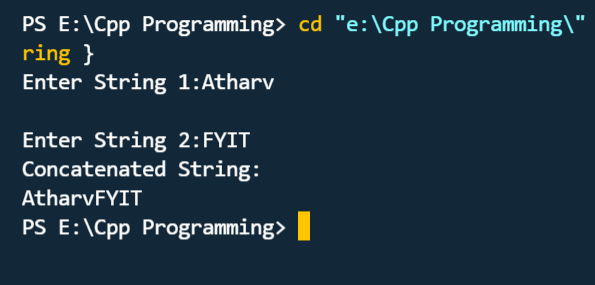 PS E:\Cpp Programming> cd "e:\Cpp Programming\"
ring }
Enter String 1:Atharv
Enter String 2:FYIT
Concatenated String:
AtharvFYIT
PS E:\Cpp Programming>